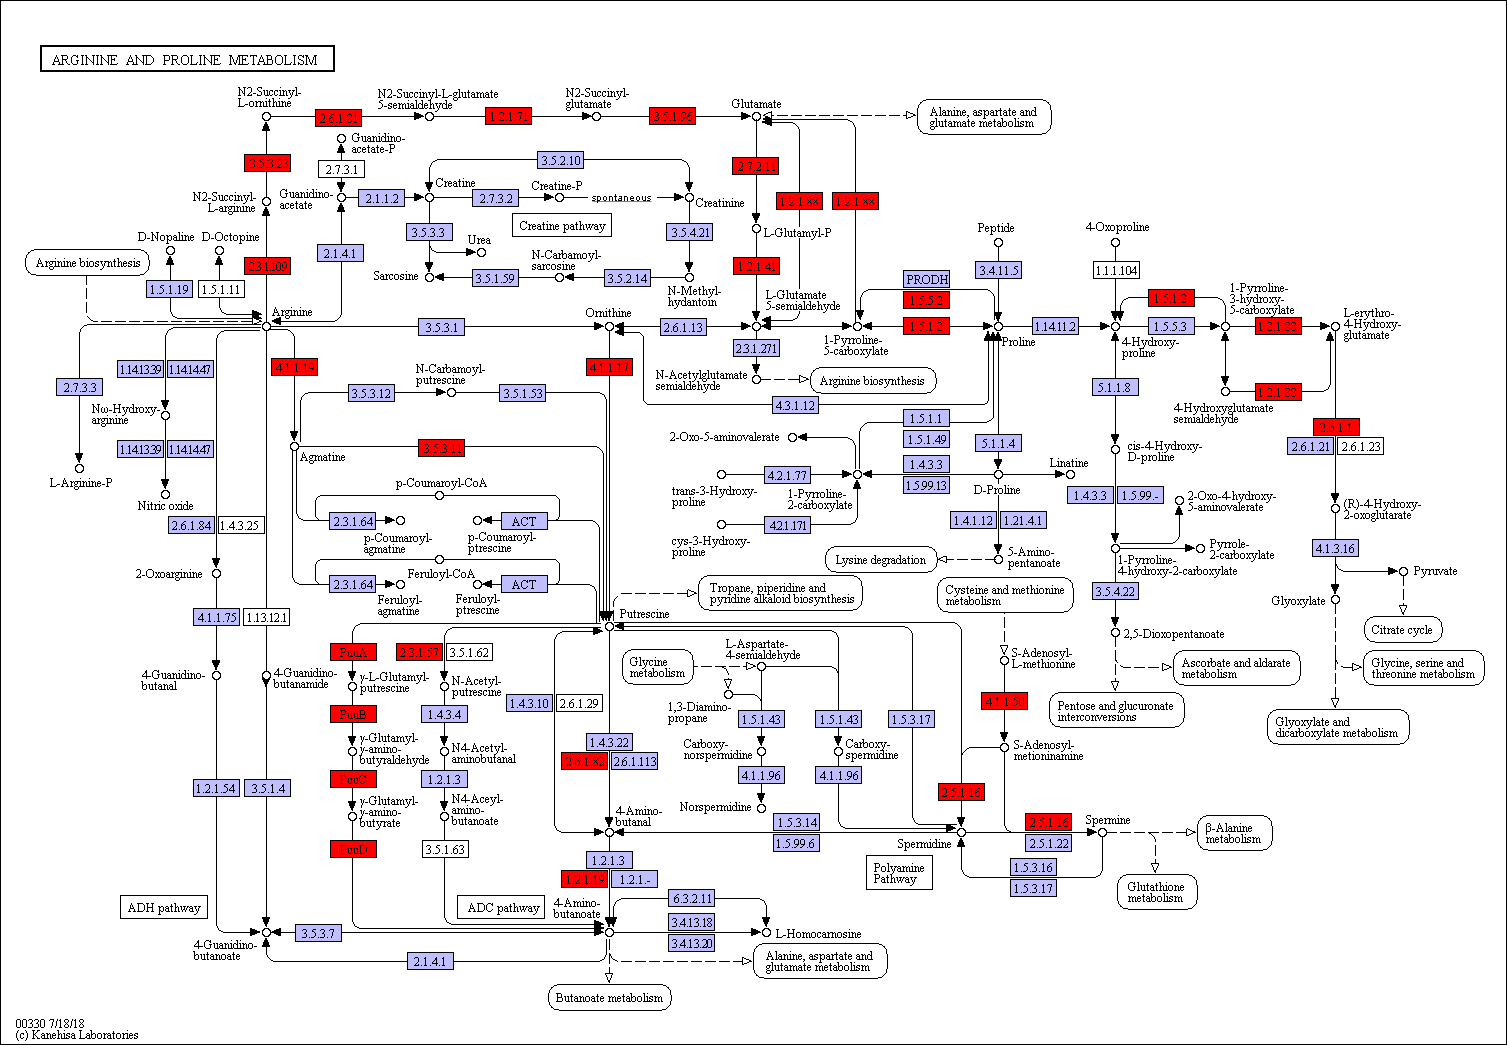 ARGININE AND PROLINE METABOLISM
N2-Succinyl-
L-ornithine
2.6.1.81
N2-Succinyl-L-glutamate
5-semialdehyde
1.2.1.71
N2-Succinyl-
glutamate
3.5.1.96
Glutamate
Alanine, aspartate and
glutamate metabolism
Guanidino-
acetate-P
3.5.3.23
2.7.3.1
3.5.2.10
2.7.2.11
N2-Succinyl-
L-arginine
Guanidino-
acetate
2.1.1.2
Creatine
2.7.3.2
Creatine-P
spontaneous
Creatinine
1.2.1.88
1.2.1.88
Creatine pathway
3.5.3.3
Urea
3.5.4.21
L-Glutamyl-P
Peptide
4-Oxoproline
D-Nopaline
D-Octopine
2.1.4.1
Arginine biosynthesis
2.3.1.109
Sarcosine
3.5.1.59
N-Carbamoyl-
sarcosine
3.5.2.14
N-Methyl-
hydantoin
1.2.1.41
3.4.11.5
1.1.1.104
1.5.1.19
1.5.1.11
PRODH
1.5.5.2
L-Glutamate
5-semialdehyde
1.5.1.2
1-Pyrroline-
3-hydroxy-
5-carboxylate
Arginine
3.5.3.1
Ornithine
2.6.1.13
1.5.1.2
1.14.11.2
1.5.5.3
1.2.1.88
L-erythro-
4-Hydroxy-
glutamate
1-Pyrroline-
5-carboxylate
Proline
4-Hydroxy-
proline
2.3.1.271
1.14.13.39
1.14.14.47
4.1.1.19
4.1.1.17
N-Acetylglutamate
semialdehyde
Arginine biosynthesis
2.7.3.3
3.5.3.12
N-Carbamoyl-
putrescine
3.5.1.53
4.3.1.12
5.1.1.8
1.2.1.88
4-Hydroxyglutamate
semialdehyde
Nω-Hydroxy-
arginine
1.5.1.1
1.5.1.49
2-Oxo-5-aminovalerate
5.1.1.4
2.6.1.1
2.6.1.21
2.6.1.23
1.14.13.39
1.14.14.47
Agmatine
3.5.3.11
cis-4-Hydroxy-
D-proline
L-Arginine-P
Nitric oxide
p-Coumaroyl-CoA
trans-3-Hydroxy-
proline
4.2.1.77
1-Pyrroline-
2-carboxylate
1.4.3.3
1.5.99.13
D-Proline
Linatine
1.4.3.3
1.5.99.-
2-Oxo-4-hydroxy-
5-aminovalerate
(R)-4-Hydroxy-
2-oxoglutarate
2.6.1.84
1.4.3.25
2.3.1.64
p-Coumaroyl-
agmatine
ACT
p-Coumaroyl-
ptrescine
4.2.1.171
cys-3-Hydroxy-
proline
1.4.1.12
1.21.4.1
Pyrrole-
2-carboxylate
4.1.3.16
Lysine degradation
5-Amino-
pentanoate
1-Pyrroline-
4-hydroxy-2-carboxylate
2-Oxoarginine
2.3.1.64
Feruloyl-CoA
Feruloyl-
agmatine
ACT
Feruloyl-
ptrescine
Tropane, piperidine and
pyridine alkaloid biosynthesis
Cysteine and methionine
metabolism
3.5.4.22
Pyruvate
Glyoxylate
4.1.1.75
1.13.12.1
Putrescine
Citrate cycle
2,5-Dioxopentanoate
PuuA
2.3.1.57
3.5.1.62
Glycine
metabolism
L-Aspartate-
4-semialdehyde
S-Adenosyl-
L-methionine
Ascorbate and aldarate
metabolism
Glycine, serine and
threonine metabolism
4-Guanidino-
butanal
4-Guanidino-
butanamide
γ-L-Glutamyl-
putrescine
N-Acetyl-
putrescine
1.4.3.10
2.6.1.29
1,3-Diamino-
propane
4.1.1.50
Pentose and glucuronate
interconversions
Glyoxylate and
dicarboxylate metabolism
PuuB
1.4.3.4
1.5.1.43
1.5.1.43
1.5.3.17
γ-Glutamyl-
γ-amino-
butyraldehyde
N4-Acetyl-
aminobutanal
1.4.3.22
2.6.1.82
2.6.1.113
Carboxy-
norspermidine
Carboxy-
spermidine
S-Adenosyl-
metioninamine
1.2.1.54
3.5.1.4
PuuC
1.2.1.3
4.1.1.96
4.1.1.96
2.5.1.16
γ-Glutamyl-
γ-amino-
butyrate
N4-Aceyl-
amino-
butanoate
4-Amino-
butanal
Norspermidine
1.5.3.14
1.5.99.6
Spermidine
2.5.1.16
2.5.1.22
Spermine
β-Alanine
metabolism
PuuD
3.5.1.63
1.2.1.3
1.2.1.19
1.2.1.-
Polyamine
Pathway
1.5.3.16
1.5.3.17
Glutathione
metabolism
ADH pathway
ADC pathway
4-Amino-
butanoate
6.3.2.11
3.4.13.18
3.4.13.20
L-Homocarnosine
4-Guanidino-
butanoate
3.5.3.7
2.1.4.1
Alanine, aspartate and
glutamate metabolism
Butanoate metabolism
00330 7/18/18
(c) Kanehisa Laboratories